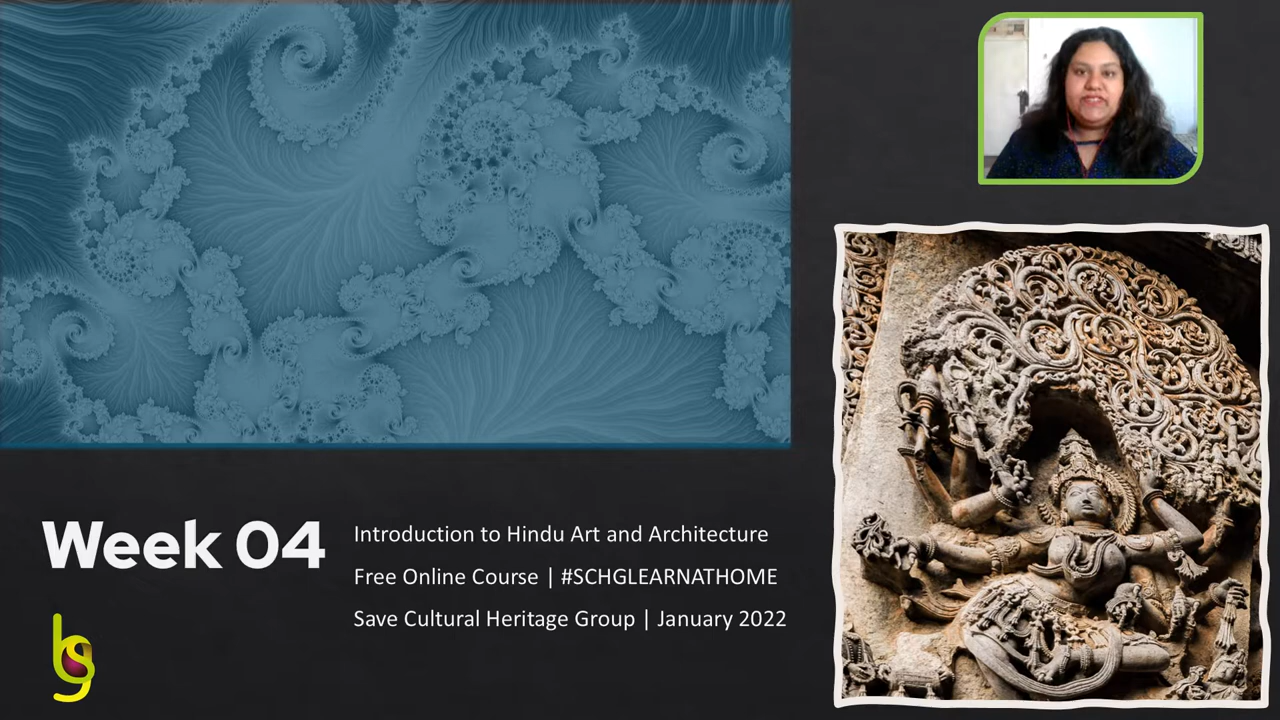 Week 04
Introduction to Hindu Art and Architecture
Free Online Course | #SCHGLEARNATHOME
Save Cultural Heritage Group | January 2022